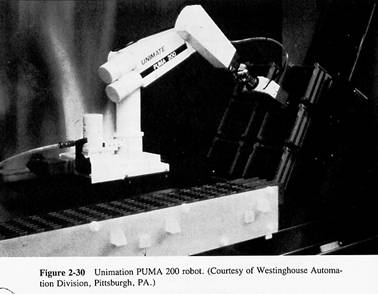 UNIMATE
PUMA 200
Figure 2-30 Unimation PUMA 200 robot. (Courtesy of Westinghouse Automa-
tion Division, Pittsburgh, PA.)